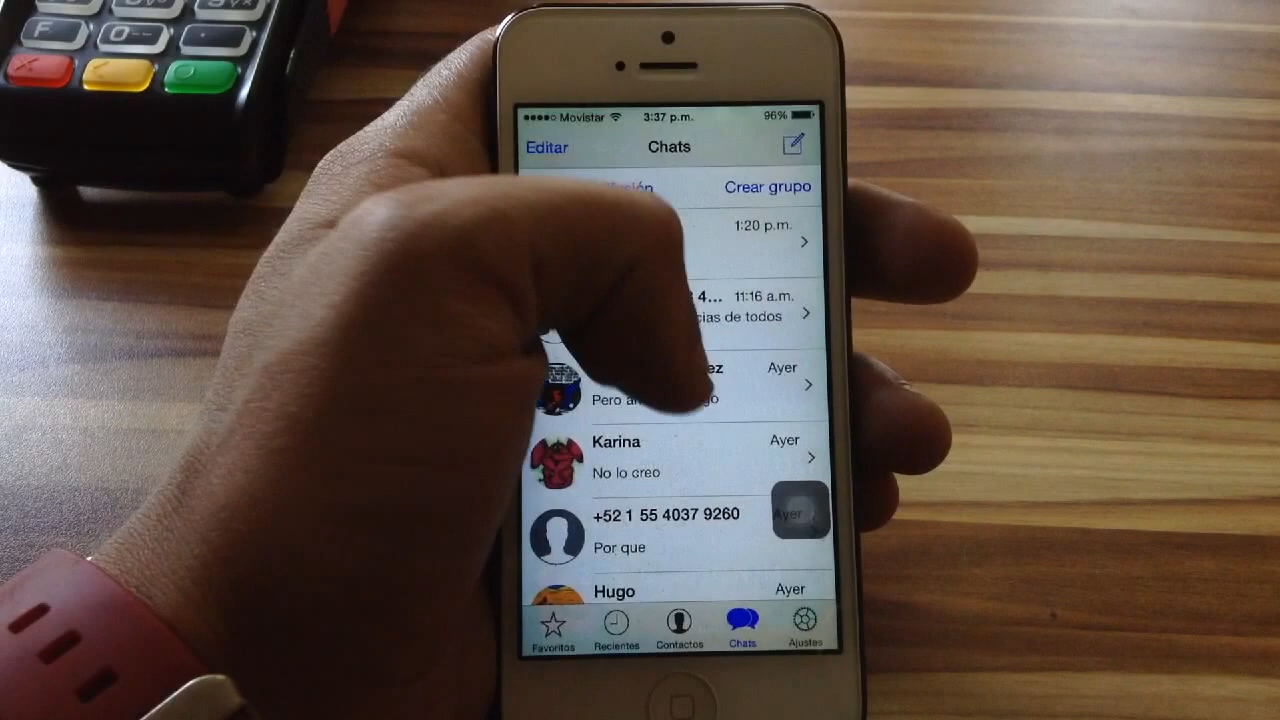 F
O
Movistar 3:37 p.m. 96%
Editar Chats
Crear grupo
1:20 p.m.
4... 11:16 a.m.
de todos
Ayer
Pero
Karina Ayer
No lo creo
+52 1 55 4037 9260 Ayer
Por que
Hugo Ayer
Favoritos Recientes Contactos Chats Ajustes